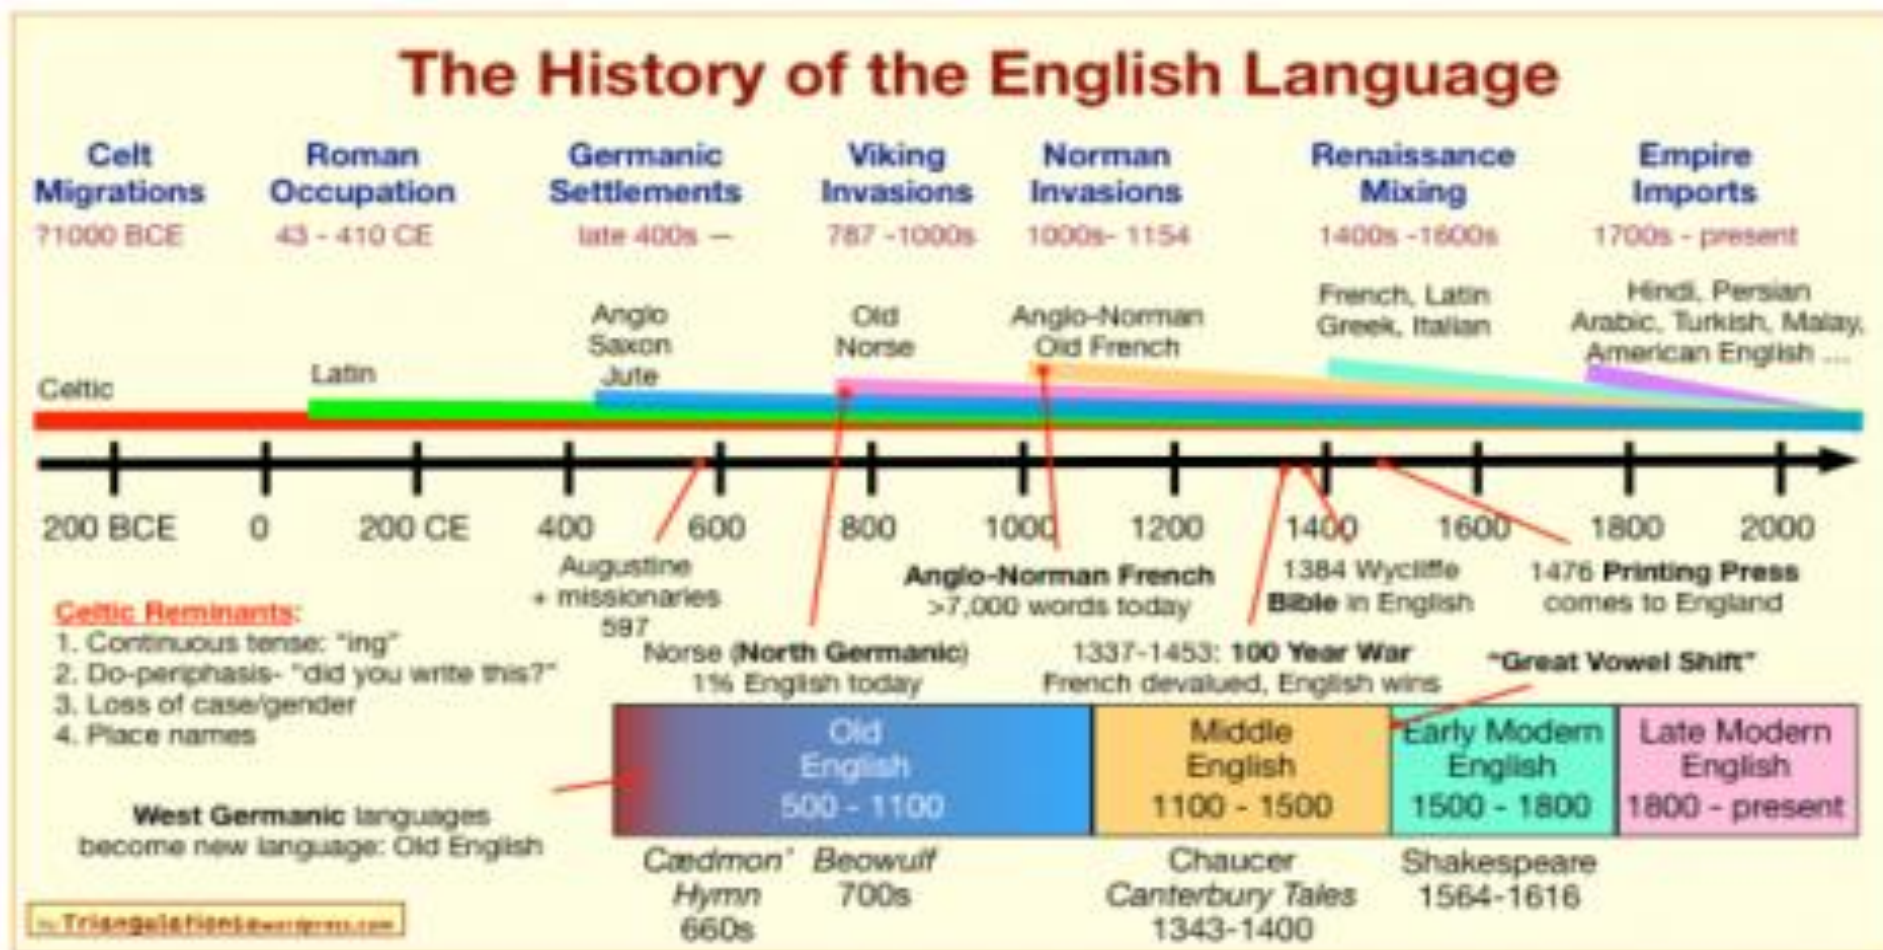 The History of the English Language
Celt
Migrations
?1000 BCE
Roman
Occupation
43 - 410 CE
Germanic
Settlements
late 400s –
Viking
Invasions
787 -1000s
Norman
Invasions
1000s- 1154
Renaissance
Mixing
1400s -1600s
Empire
Imports
1700s - present
Celtic
Latin
Anglo
Saxon
Jute
Old
Norse
Anglo-Norman
Old French
French, Latin
Greek, Italian
Hindi, Persian
Arabic, Turkish, Malay,
American English ...
200 BCE 0 200 CE 400 600 800 1000 1200 1400 1600 1800 2000
Augustine
+ missionaries
597
Norse (North Germanic)
1% English today
Anglo-Norman French
>7,000 words today
1384 Wycliffe
Bible in English
1476 Printing Press
comes to England
1337-1453: 100 Year War
French devalued, English wins
"Great Vowel Shift"
Celtic Reminants:
1. Continuous tense: "ing"
2. Do-periphasis- "did you write this?"
3. Loss of case/gender
4. Place names
West Germanic languages
become new language: Old English
Old
English
500 - 1100
Middle
English
1100 - 1500
Early Modern
English
1500 - 1800
Late Modern
English
1800 - present
Cædmon'
Hymn
660s
Beowulf
700s
Chaucer
Canterbury Tales
1343-1400
Shakespeare
1564-1616
Triangulations.wordpress.com